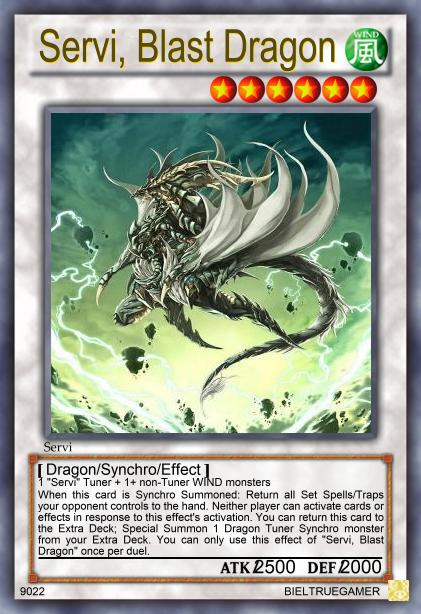 Servi, Blast Dragon
WIND
風
Servi
[ Dragon/Synchro/Effect ]
1 "Servi" Tuner + 1+ non-Tuner WIND monsters
When this card is Synchro Summoned: Return all Set Spells/Traps
your opponent controls to the hand. Neither player can activate cards or
effects in response to this effect's activation. You can return this card to
the Extra Deck; Special Summon 1 Dragon Tuner Synchro monster
from your Extra Deck. You can only use this effect of "Servi, Blast
Dragon" once per duel.
ATK/2500 DEF/2000
9022 BIELTRUEGAMER